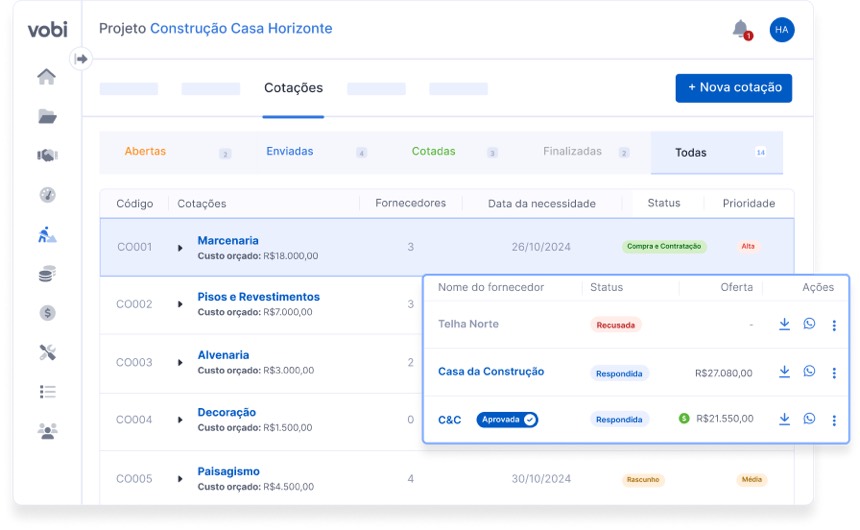 vobi
Projeto Construção Casa Horizonte
1
HA
Cotações
+ Nova cotação
Abertas 2 Enviadas 4 Cotadas 3 Finalizadas 2 Todas 14
Código Cotações Fornecedores Data da necessidade Status Prioridade
CO001 Marcenaria 3 26/10/2024 Compra e Contratação Alta
Custo orçado: R$18.000,00
CO002 Pisos e Revestimentos 3
Custo orçado: R$7.000,00
CO003 Alvenaria 2
Custo orçado: R$3.000,00
CO004 Decoração 0
Custo orçado: R$1.500,00
CO005 Paisagismo 4 30/10/2024 Rascunho Média
Custo orçado: R$4.500,00
Nome do fornecedor Status Oferta Ações
Telha Norte Recusada -
Casa da Construção Respondida R$27.080,00
C&C Aprovada Respondida $ R$21.550,00